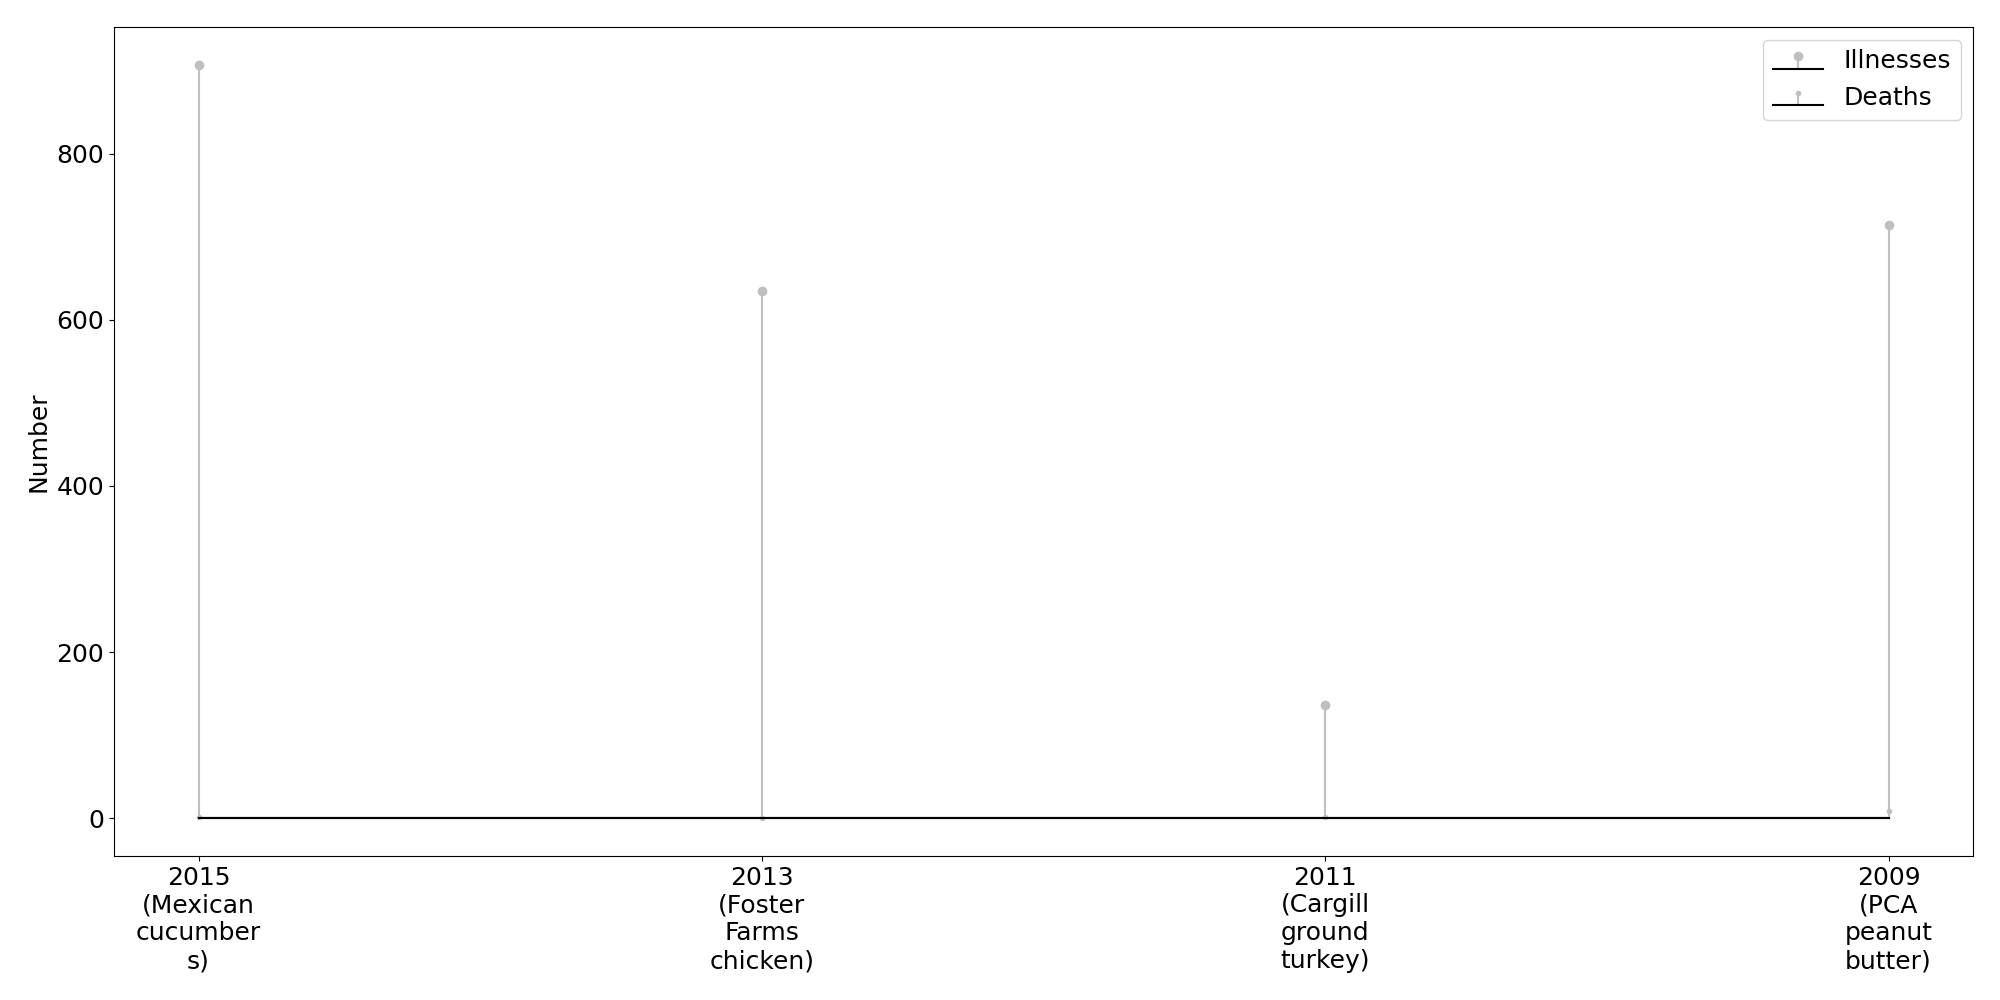 Illnesses
Deaths
Number
800
600
400
200
0
2015
(Mexican
cucumber
s)
2013
(Foster
Farms
chicken)
2011
(Cargill
ground
turkey)
2009
(PCA
peanut
butter)